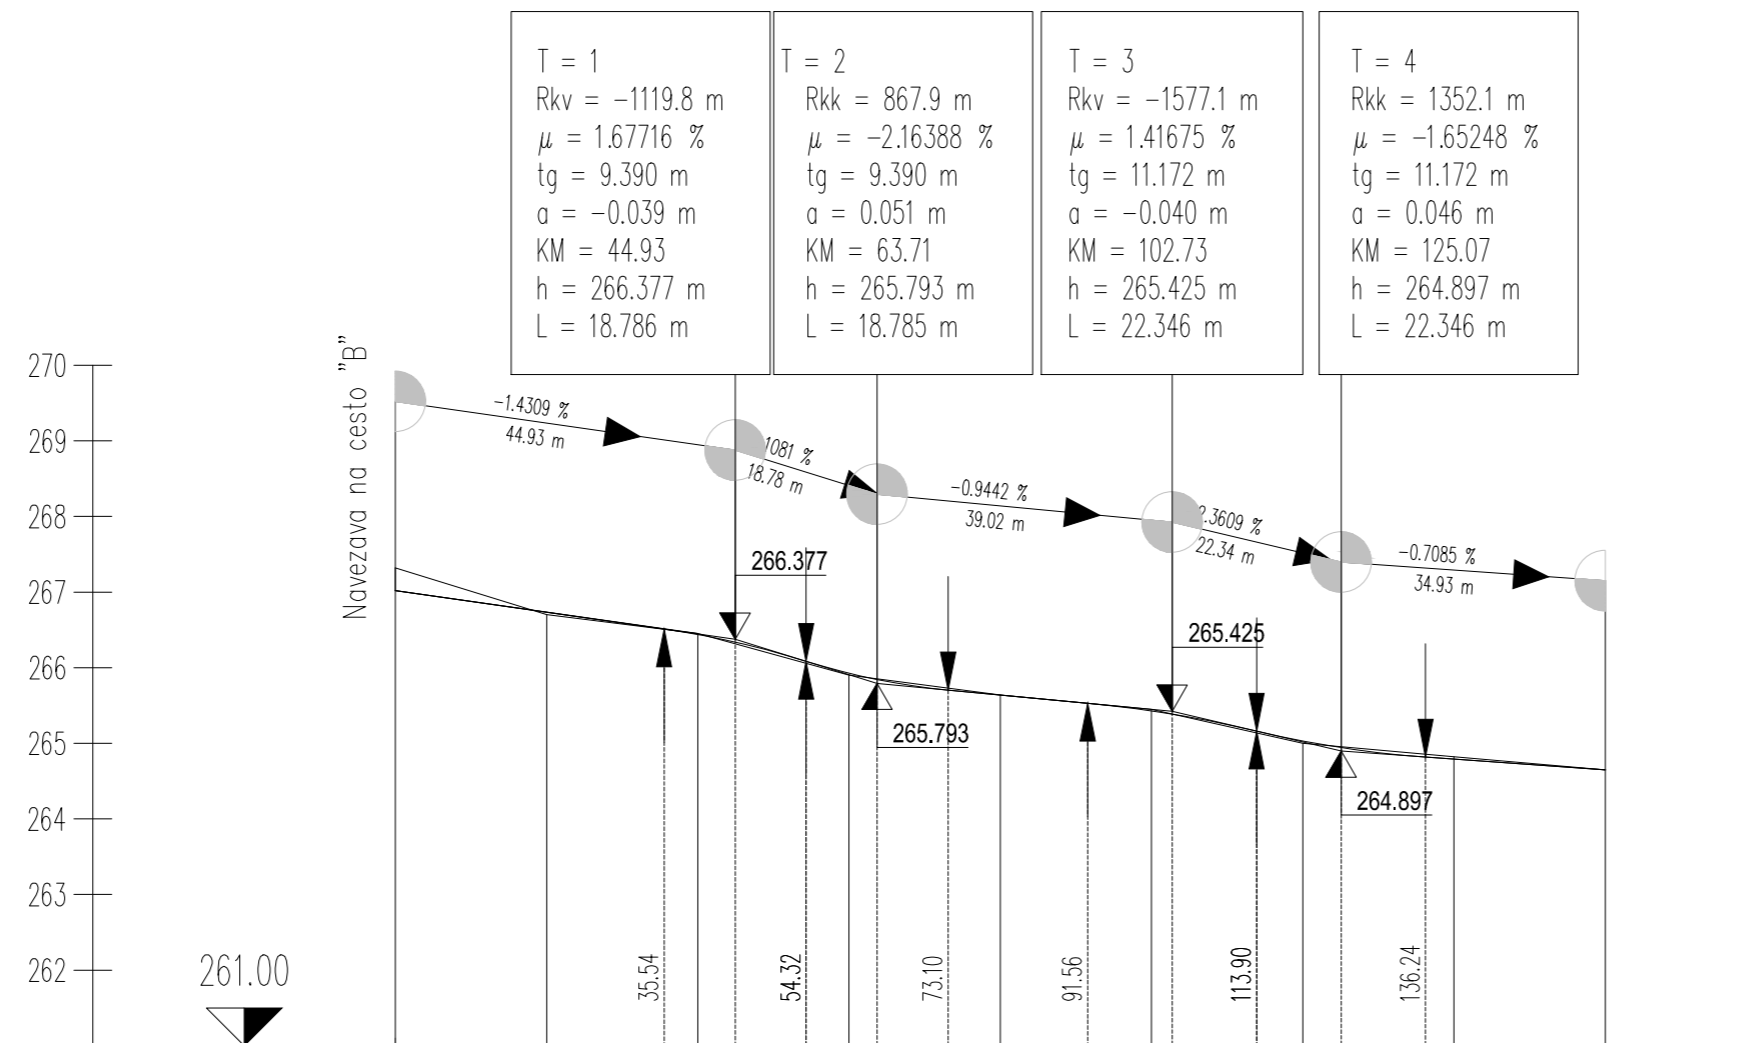 T = 1
Rkv = -1119.8 m
μ = 1.67716 %
tg = 9.390 m
a = -0.039 m
KM = 44.93
h = 266.377 m
L = 18.786 m
T = 2
Rkk = 867.9 m
μ = -2.16388 %
tg = 9.390 m
a = 0.051 m
KM = 63.71
h = 265.793 m
L = 18.785 m
T = 3
Rkv = -1577.1 m
μ = 1.41675 %
tg = 11.172 m
a = -0.040 m
KM = 102.73
h = 265.425 m
L = 22.346 m
T = 4
Rkk = 1352.1 m
μ = -1.65248 %
tg = 11.172 m
a = 0.046 m
KM = 125.07
h = 264.897 m
L = 22.346 m
270
269
268
267
266
265
264
263
262
261.00
Navezava na cesto "B"
-1.4309 %
44.93 m
1081 %
18.78 m
-0.9442 %
39.02 m
.3609 %
22.34 m
-0.7085 %
34.93 m
266.377
265.793
265.425
264.897
35.54
54.32
73.10
91.56
113.90
136.24